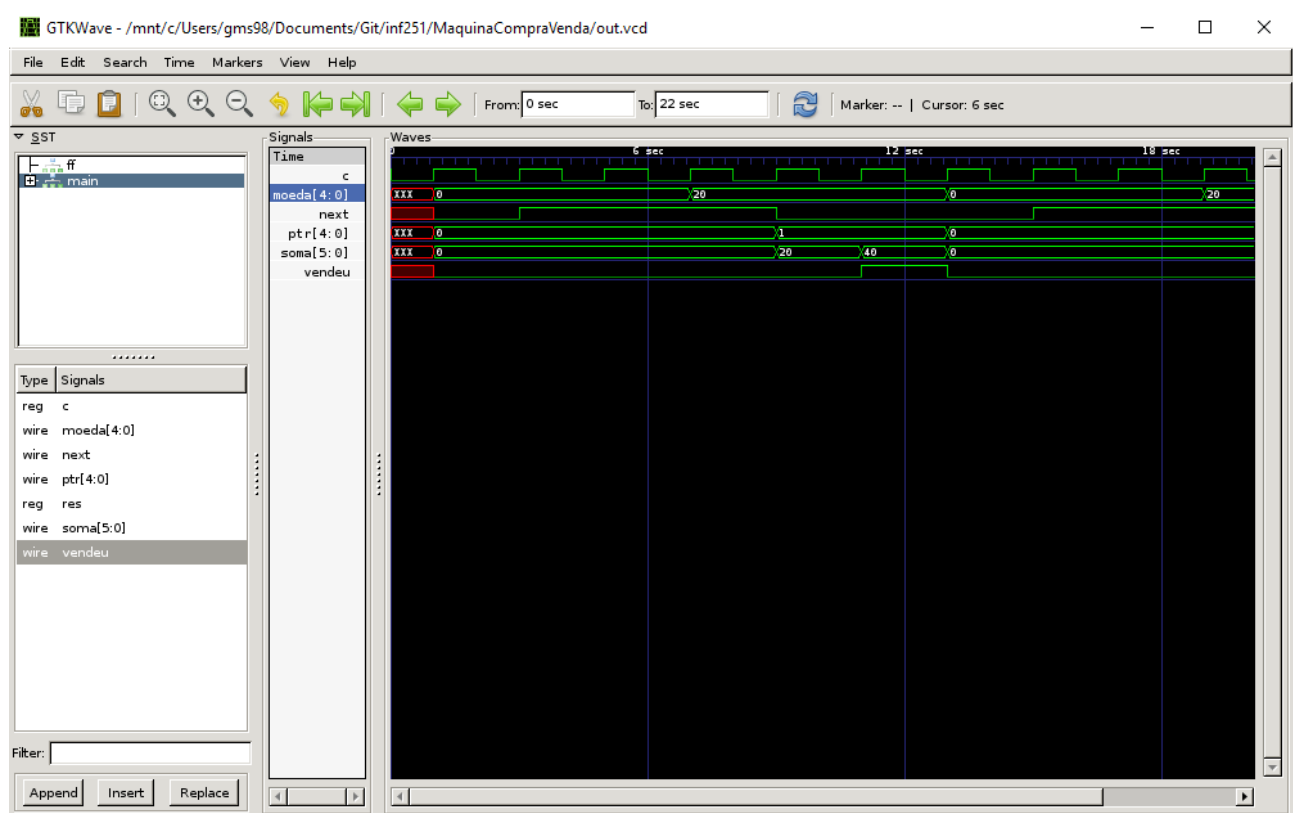 GTKWave - /mnt/c/Users/gms98/Documents/Git/inf251/MaquinaCompraVenda/out.vcd
File Edit Search Time Markers View Help
From: 0 sec To: 22 sec Marker: -- | Cursor: 6 sec
SST
ff
main
Type Signals
reg c
wire moeda[4:0]
wire next
wire ptr[4:0]
reg res
wire soma[5:0]
wire vendeu
Filter:
Append Insert Replace
Signals
Time
c
moeda[4:0]
next
ptr[4:0]
soma[5:0]
vendeu
Waves
0 6 sec 12 sec 18 sec
XXX 0 20 0 20
XXX 0 1 0
XXX 0 20 40 0